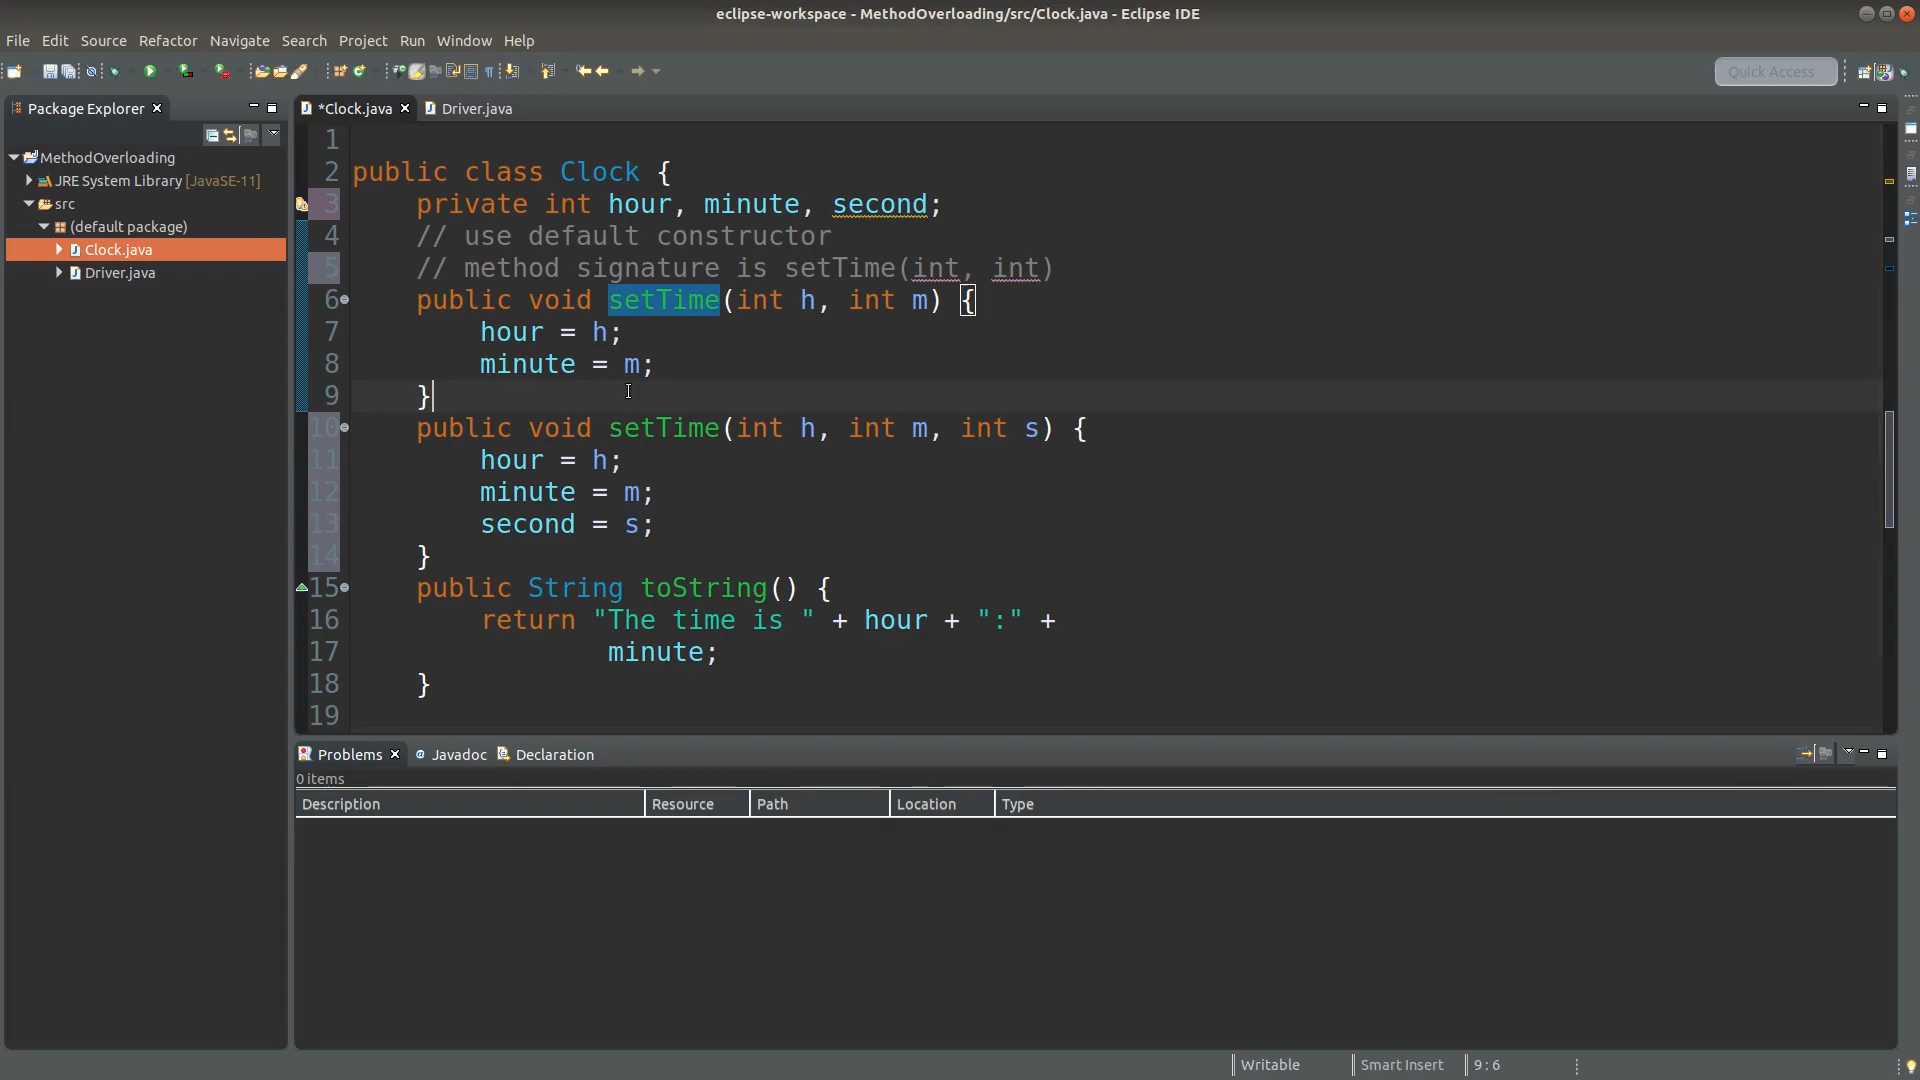 eclipse-workspace - MethodOverloading/src/Clock.java - Eclipse IDE
File Edit Source Refactor Navigate Search Project Run Window Help
Quick Access
Package Explorer
*Clock.java
Driver.java
MethodOverloading
JRE System Library [JavaSE-11]
src
(default package)
Clock.java
Driver.java
1
2 public class Clock {
3 private int hour, minute, second;
4 // use default constructor
5 // method signature is setTime(int, int)
6 public void setTime(int h, int m) {
7 hour = h;
8 minute = m;
9 }
10 public void setTime(int h, int m, int s) {
11 hour = h;
12 minute = m;
13 second = s;
14 }
15 public String toString() {
16 return "The time is " + hour + ":" +
17 minute;
18 }
19
Problems Javadoc Declaration
0 items
Description Resource Path Location Type
Writable Smart Insert 9 : 6